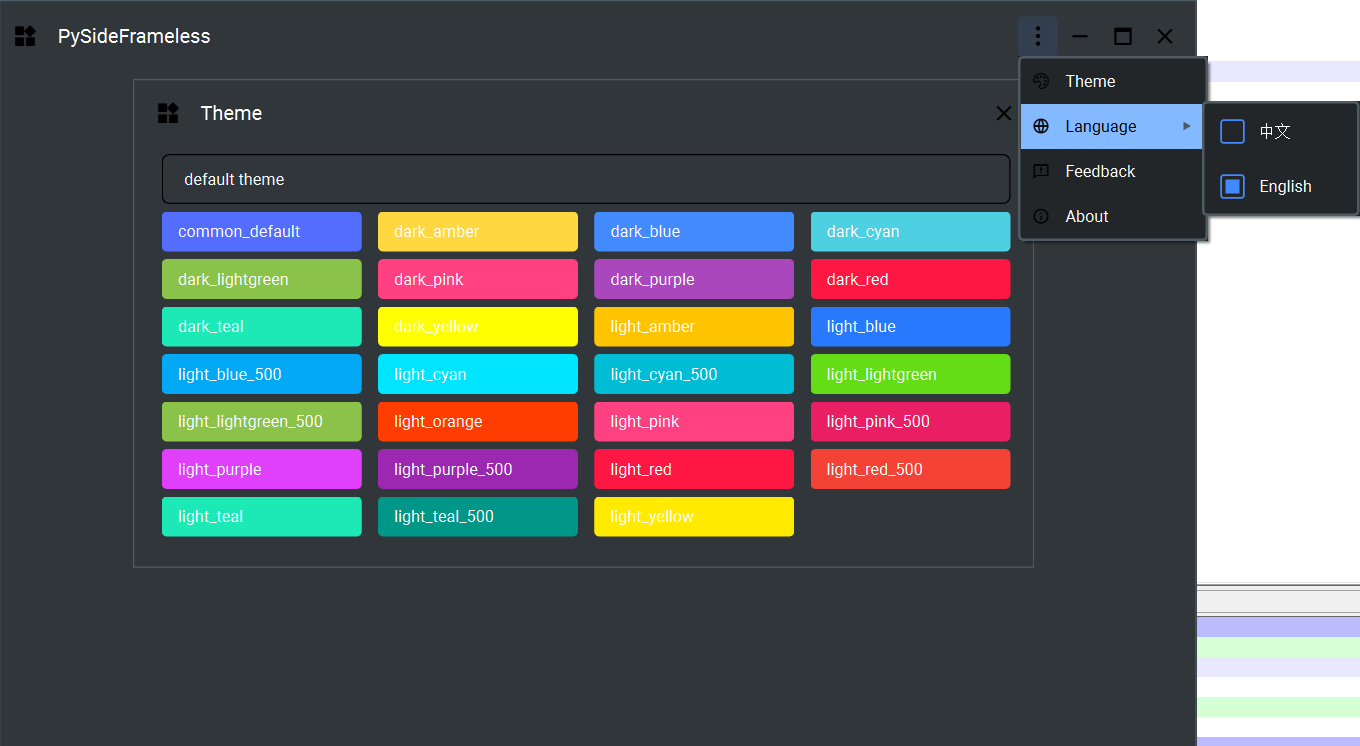 PySideFrameless
Theme
Theme
Language
中文
Feedback
English
About
default theme
common_default
dark_amber
dark_blue
dark_cyan
dark_lightgreen
dark_pink
dark_purple
dark_red
dark_teal
dark_yellow
light_amber
light_blue
light_blue_500
light_cyan
light_cyan_500
light_lightgreen
light_lightgreen_500
light_orange
light_pink
light_pink_500
light_purple
light_purple_500
light_red
light_red_500
light_teal
light_teal_500
light_yellow